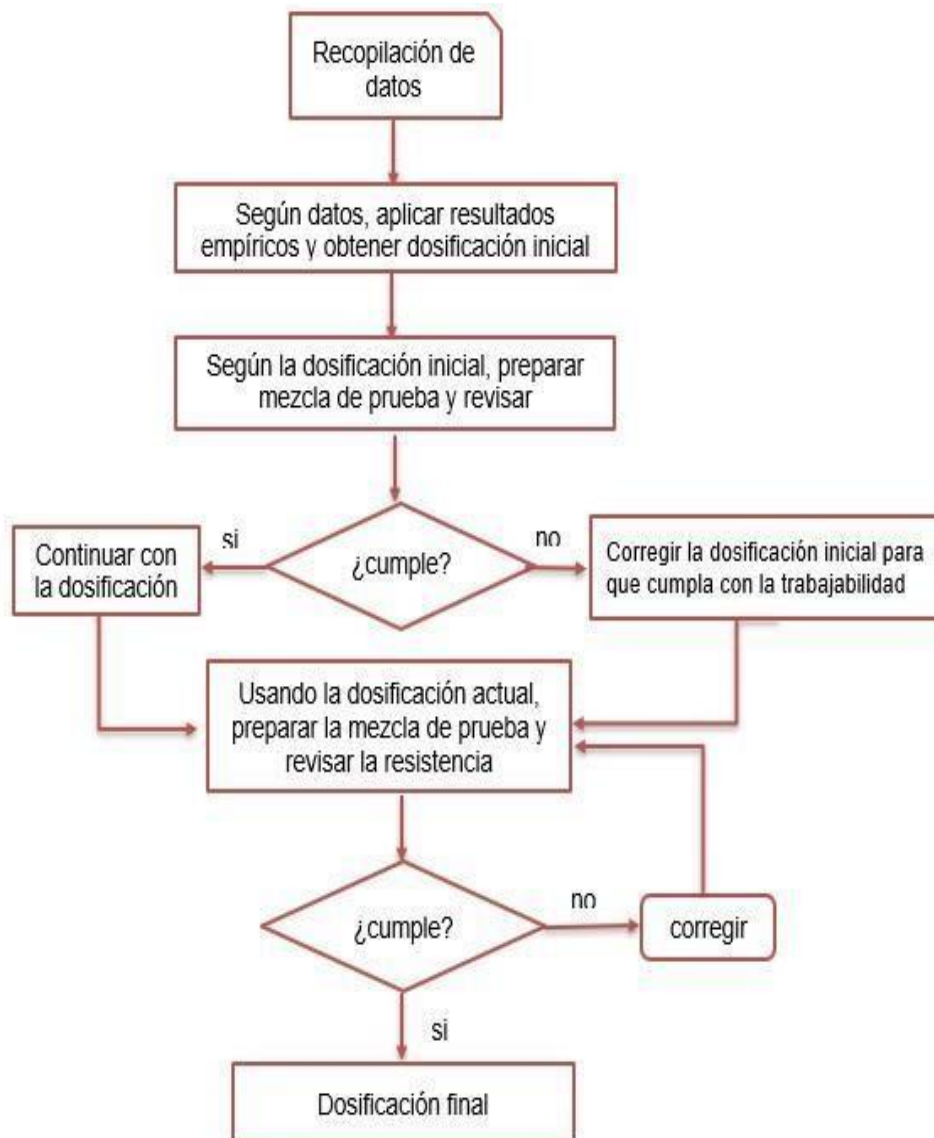 Recopilación de
datos
Según datos, aplicar resultados
empíricos y obtener dosificación inicial
Según la dosificación inicial, preparar
mezcla de prueba y revisar
¿cumple?
si
no
Continuar con
la dosificación
Corregir la dosificación inicial para
que cumpla con la trabajabilidad
Usando la dosificación actual,
preparar la mezcla de prueba y
revisar la resistencia
¿cumple?
no
corregir
si
Dosificación final